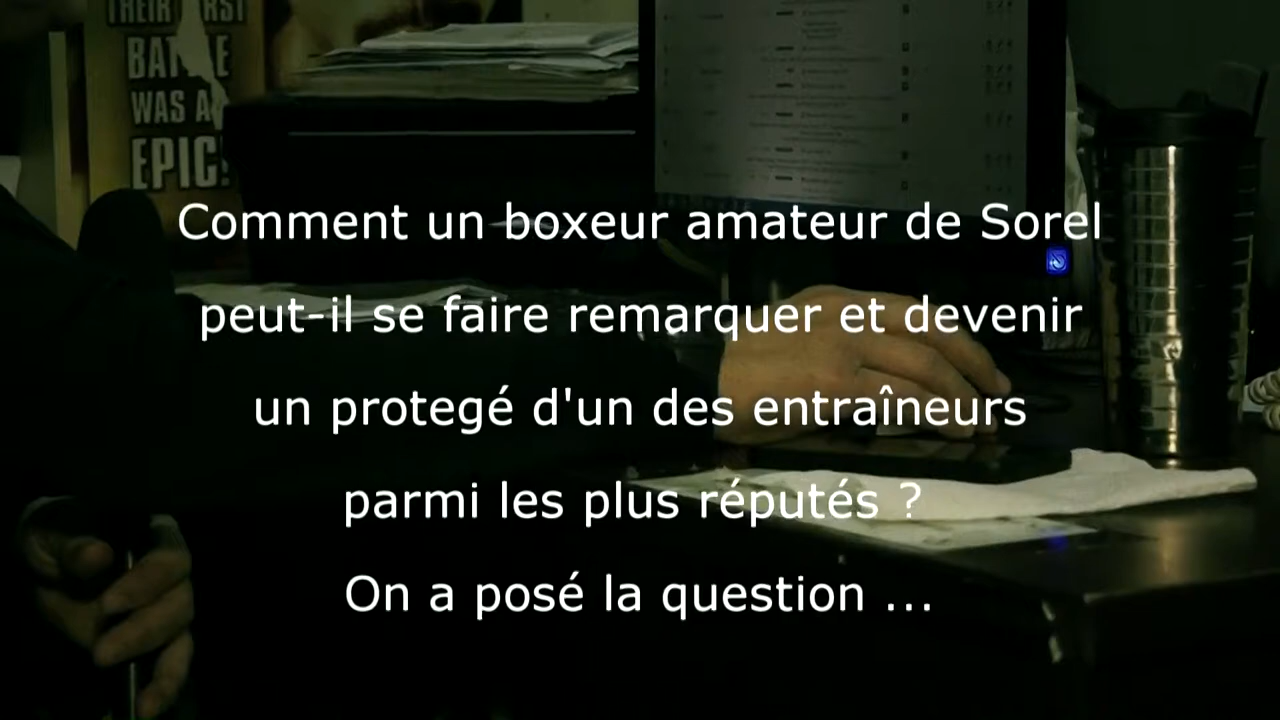 THEIR FIRST
BATTLE
WAS A
EPIC!
Comment un boxeur amateur de Sorel
peut-il se faire remarquer et devenir
un protegé d'un des entraîneurs
parmi les plus réputés ?
On a posé la question ...